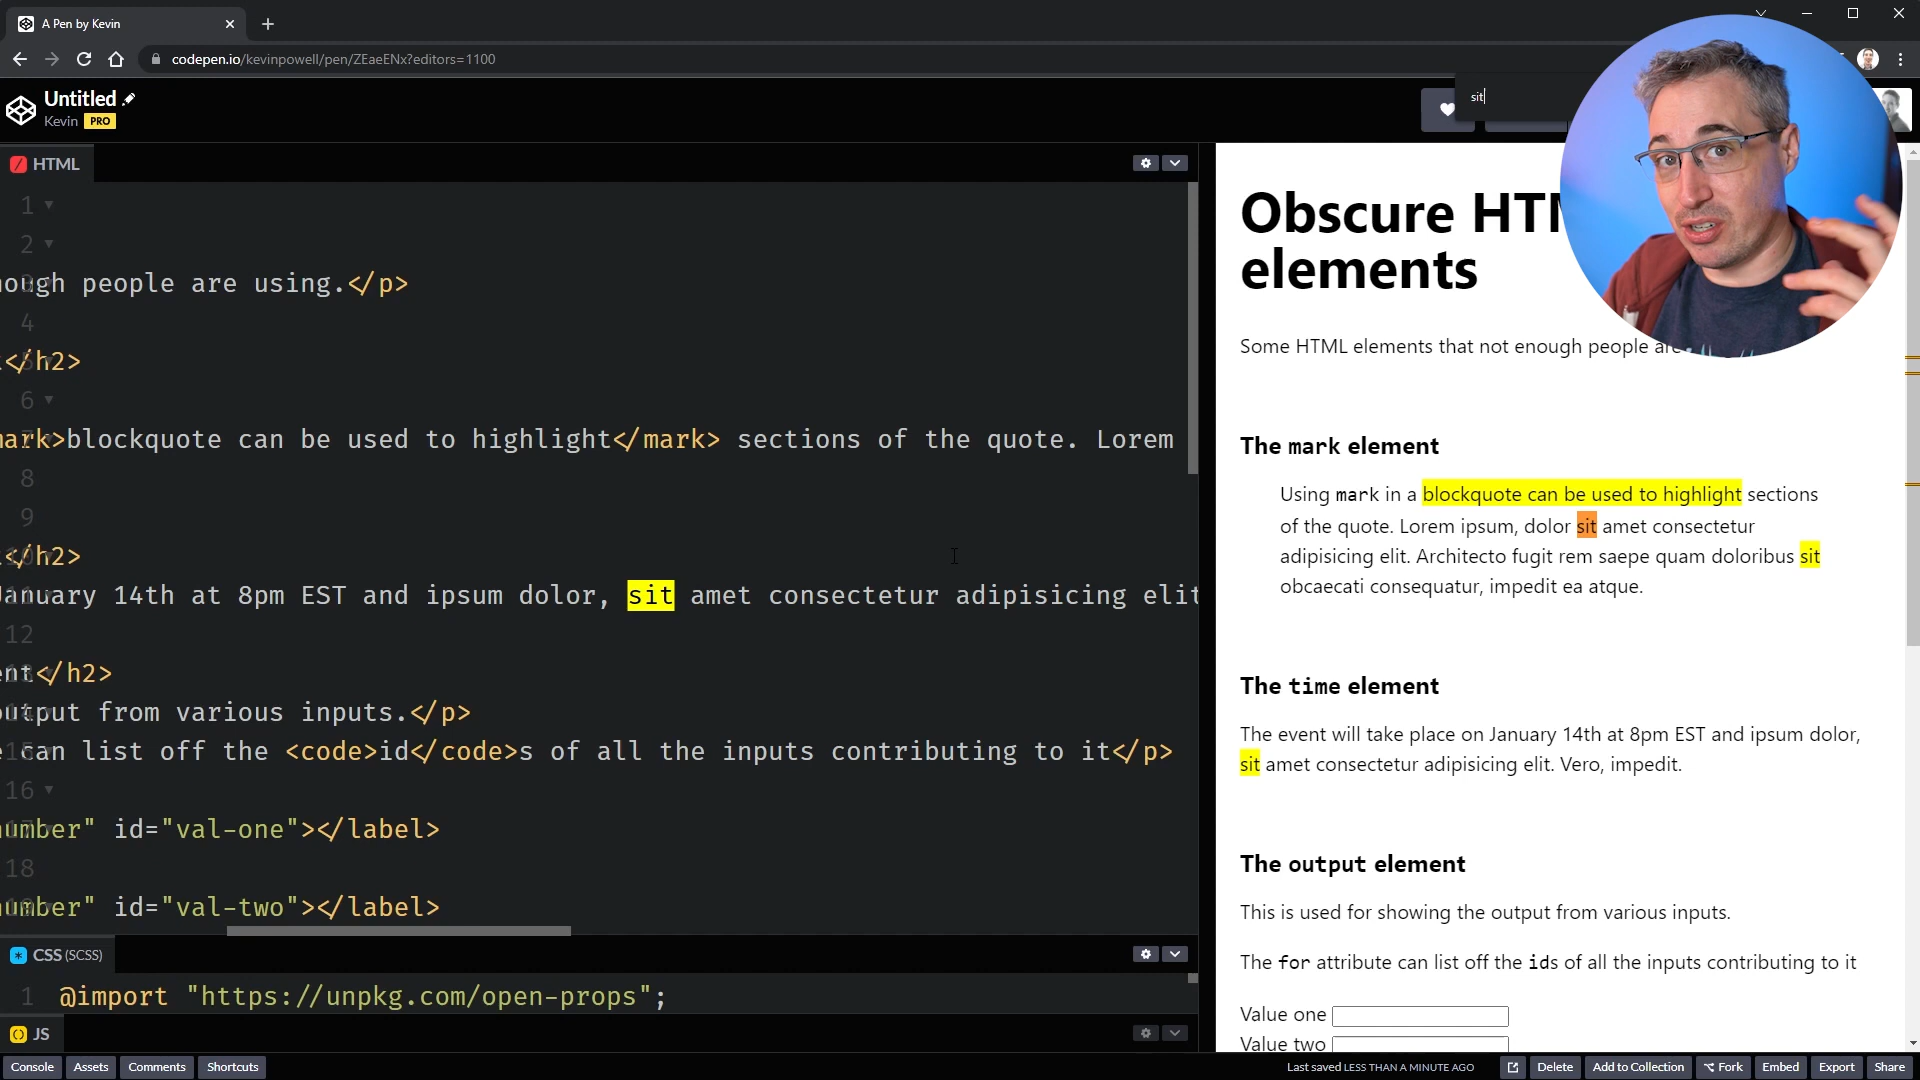 A Pen by Kevin
codepen.io/kevinpowell/pen/ZEaeENx?editors=1100
Untitled
Kevin PRO
sit
HTML
1
2
ough people are using.</p>
4
</h2>
6
mark>blockquote can be used to highlight</mark> sections of the quote. Lorem
8
9
</h2>
January 14th at 8pm EST and ipsum dolor, sit amet consectetur adipisicing elit
12
ent</h2>
output from various inputs.</p>
can list off the <code>id</code>s of all the inputs contributing to it</p>
16
number" id="val-one"></label>
18
number" id="val-two"></label>
CSS (SCSS)
1 @import "https://unpkg.com/open-props";
JS
Obscure HTM
elements
Some HTML elements that not enough people are
The mark element
Using mark in a blockquote can be used to highlight sections
of the quote. Lorem ipsum, dolor sit amet consectetur
adipisicing elit. Architecto fugit rem saepe quam doloribus sit
obcaecati consequatur, impedit ea atque.
The time element
The event will take place on January 14th at 8pm EST and ipsum dolor,
sit amet consectetur adipisicing elit. Vero, impedit.
The output element
This is used for showing the output from various inputs.
The for attribute can list off the ids of all the inputs contributing to it
Value one
Value two
Console Assets Comments Shortcuts
Last saved LESS THAN A MINUTE AGO Delete Add to Collection Fork Embed Export Share